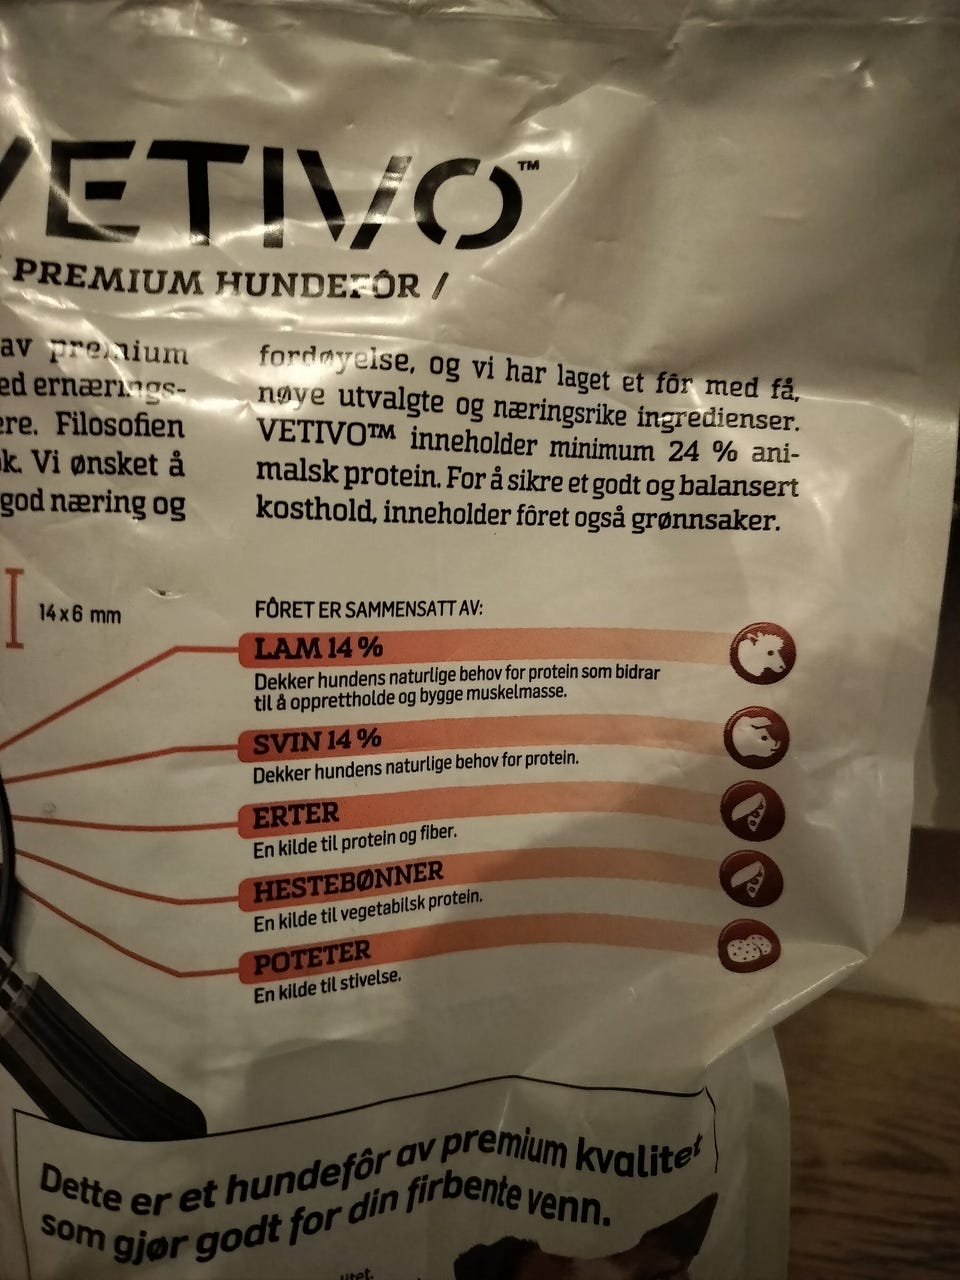 VETIVO™
PREMIUM HUNDEFÔR /
av premium
ed ernærings-
ere. Filosofien
k. Vi ønsket å
god næring og
fordøyelse, og vi har laget et fôr med få,
nøye utvalgte og næringsrike ingredienser.
VETIVO™ inneholder minimum 24 % ani-
malsk protein. For å sikre et godt og balansert
kosthold, inneholder fôret også grønnsaker.
14x6 mm
FÔRET ER SAMMENSATT AV:
LAM 14 %
Dekker hundens naturlige behov for protein som bidrar
til å opprettholde og bygge muskelmasse.
SVIN 14 %
Dekker hundens naturlige behov for protein.
ERTER
En kilde til protein og fiber.
HESTEBØNNER
En kilde til vegetabilsk protein.
POTETER
En kilde til stivelse.
Dette er et hundefôr av premium kvalitet
som gjør godt for din firbente venn.